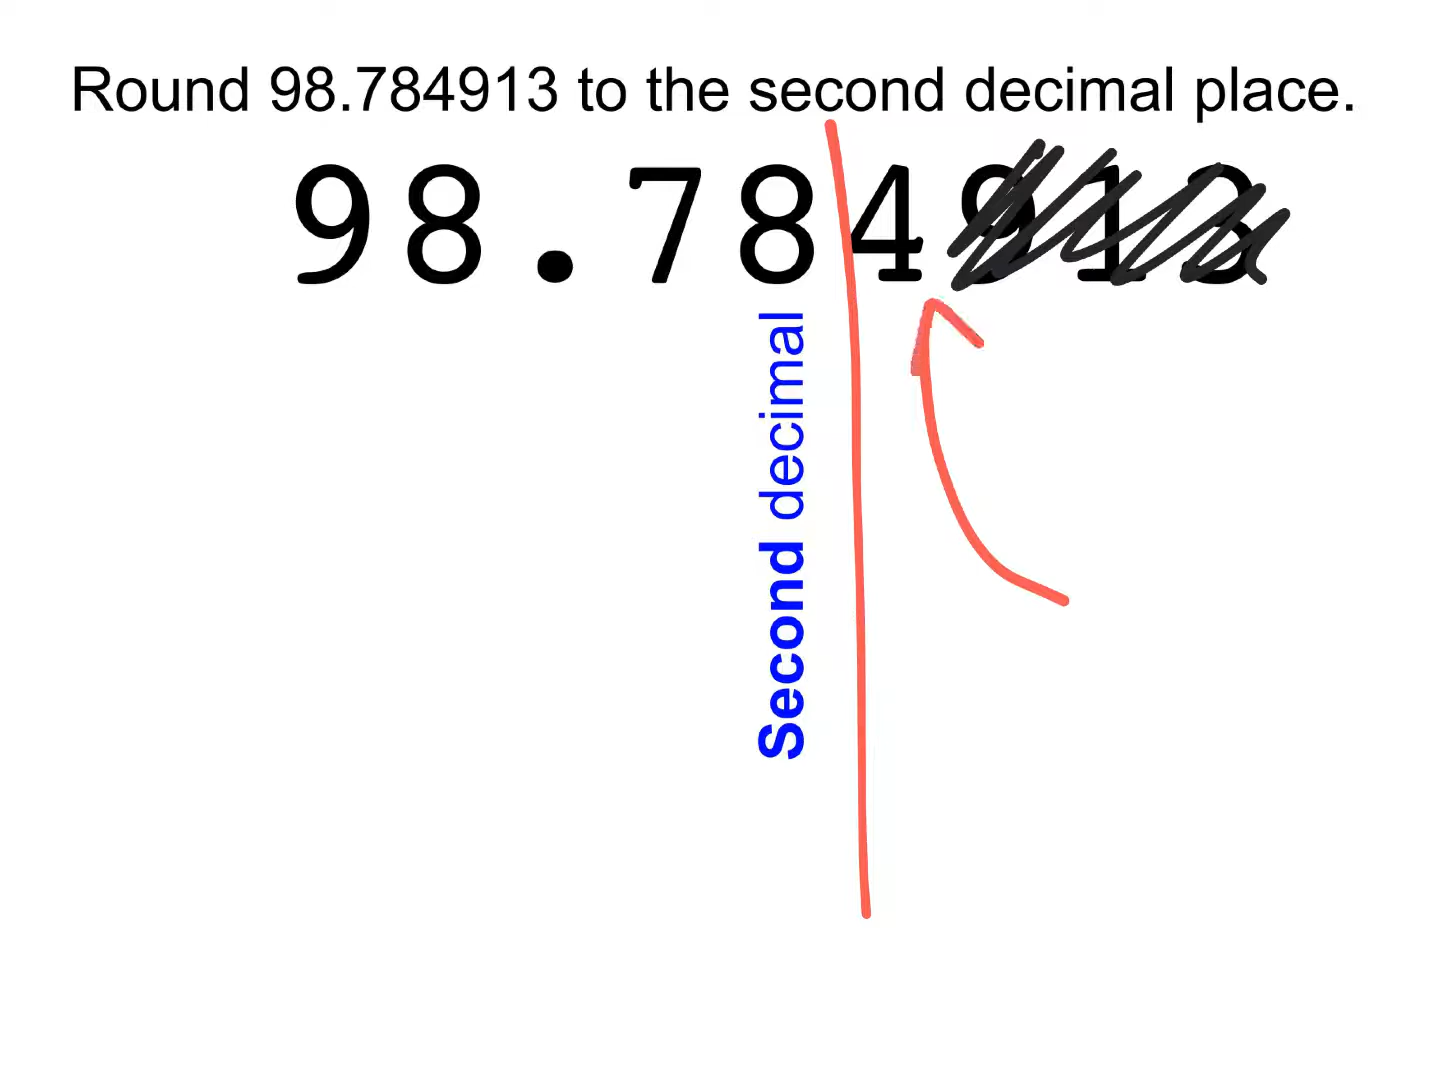 Round 98.784913 to the second decimal place.
98.784913
Second decimal